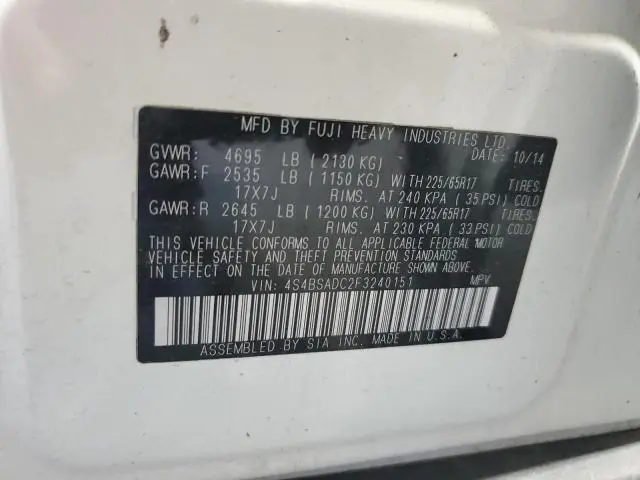 MFD BY FUJI HEAVY INDUSTRIES LTD.
GVWR: 4695 LB ( 2130 KG) DATE: 10/14
GAWR:F 2535 LB ( 1150 KG) WITH 225/65R17 TIRES.
17X7J RIMS. AT 240 KPA ( 35 PSI) COLD
GAWR:R 2645 LB ( 1200 KG) WITH 225/65R17 TIRES.
17X7J RIMS. AT 230 KPA ( 33 PSI) COLD
THIS VEHICLE CONFORMS TO ALL APPLICABLE FEDERAL MOTOR
VEHICLE SAFETY AND THEFT PREVENTION STANDARDS
IN EFFECT ON THE DATE OF MANUFACTURE SHOWN ABOVE.
VIN: 4S4BSADC2F3240151 MPV
ASSEMBLED BY SIA INC. MADE IN U.S.A.